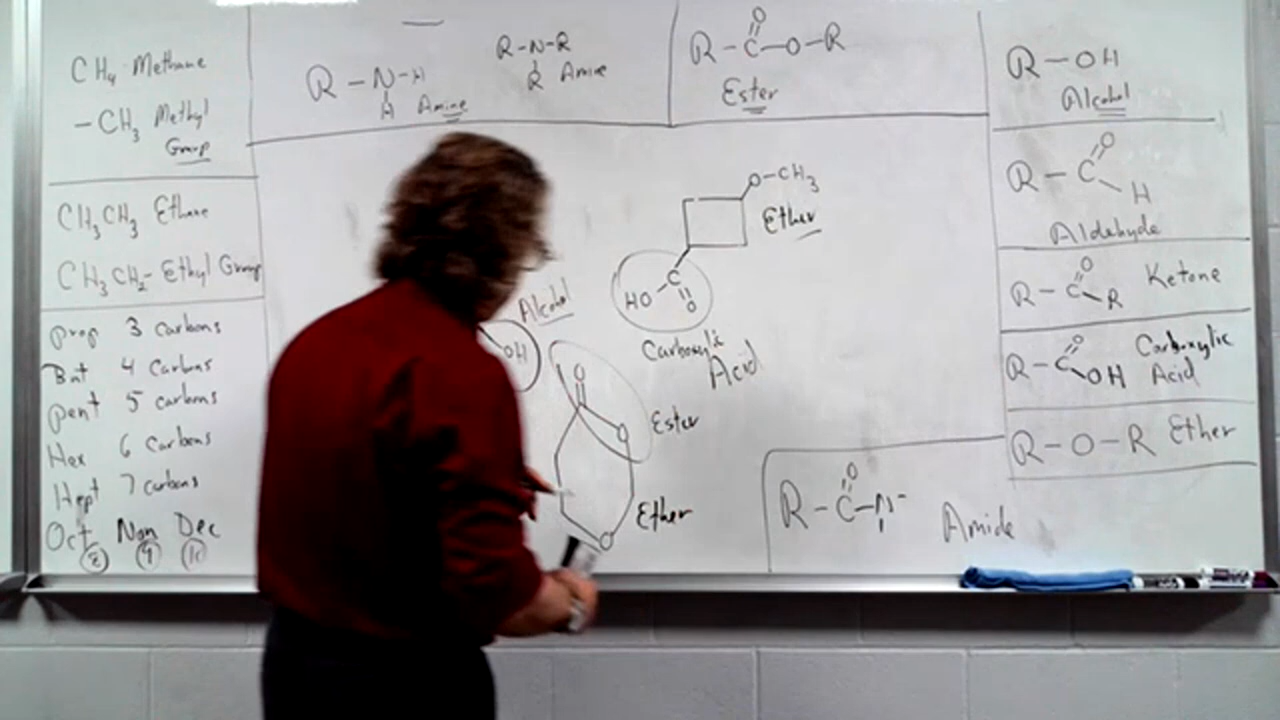 CH4 Methane
-CH3 Methyl
Group
CH3CH3 Ethane
CH3CH2- Ethyl Group
Prop 3 carbons
But 4 Carbons
Pent 5 carbons
Hex 6 Carbons
Hept 7 carbons
Oct Non Dec
8 9 10
R-N-H
H Amine
R-N-R
R Amine
O
R-C-O-R
Ester
O-CH3
Ether
C
HO
O
Carboxylic
Acid
Alcohol
OH
O
O
Ester
O
Ether
O
R-C-N-
Amide
R-OH
Alcohol
O
R-C
H
Aldehyde
O
R-C-R Ketone
O
R-C-OH Carboxylic
Acid
R-O-R Ether